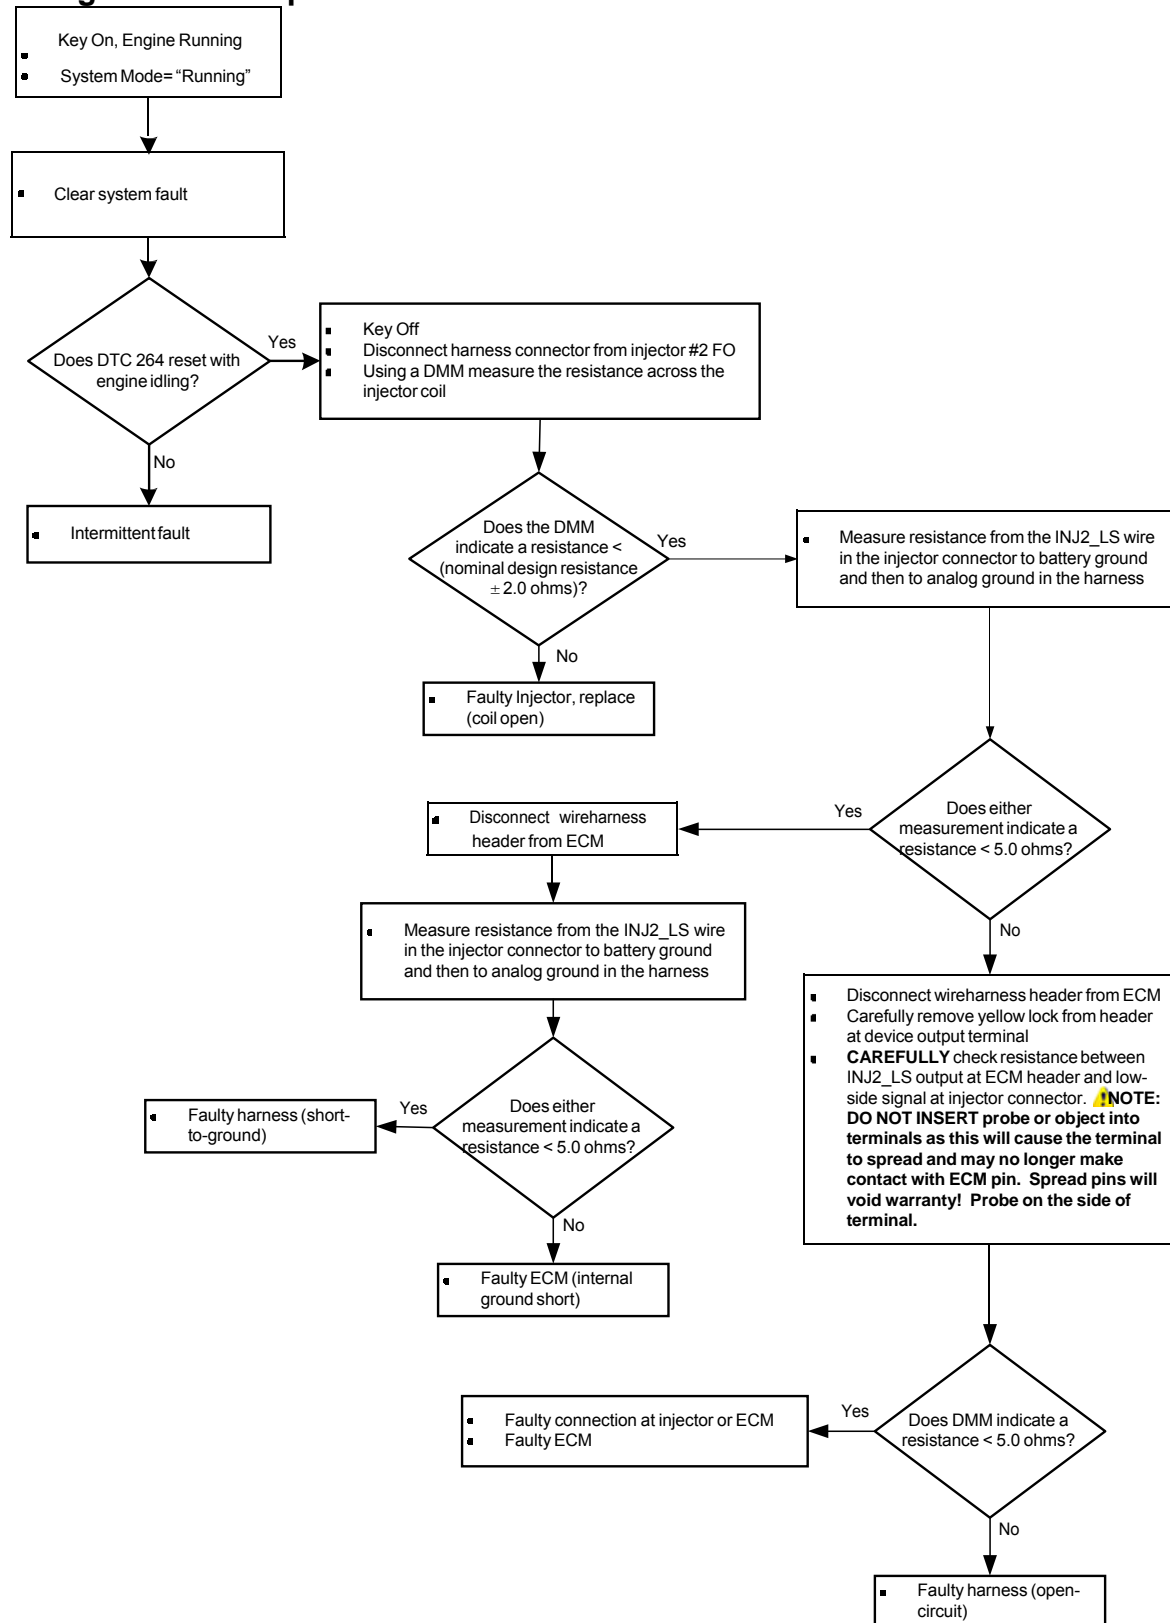 Key On, Engine Running
System Mode= “Running”
Clear system fault
Does DTC 264 reset with
engine idling?
Yes
No
Intermittent fault
Key Off
Disconnect harness connector from injector #2 FO
Using a DMM measure the resistance across the
injector coil
Does the DMM
indicate a resistance <
(nominal design resistance
± 2.0 ohms)?
Yes
No
Faulty Injector, replace
(coil open)
Measure resistance from the INJ2_LS wire
in the injector connector to battery ground
and then to analog ground in the harness
Does either
measurement indicate a
resistance < 5.0 ohms?
Yes
No
Disconnect wireharness
header from ECM
Measure resistance from the INJ2_LS wire
in the injector connector to battery ground
and then to analog ground in the harness
Does either
measurement indicate a
resistance < 5.0 ohms?
Yes
No
Faulty harness (short-
to-ground)
Faulty ECM (internal
ground short)
Disconnect wireharness header from ECM
Carefully remove yellow lock from header
at device output terminal
CAREFULLY check resistance between
INJ2_LS output at ECM header and low-
side signal at injector connector. NOTE:
DO NOT INSERT probe or object into
terminals as this will cause the terminal
to spread and may no longer make
contact with ECM pin. Spread pins will
void warranty! Probe on the side of
terminal.
Does DMM indicate a
resistance < 5.0 ohms?
Yes
No
Faulty connection at injector or ECM
Faulty ECM
Faulty harness (open-
circuit)